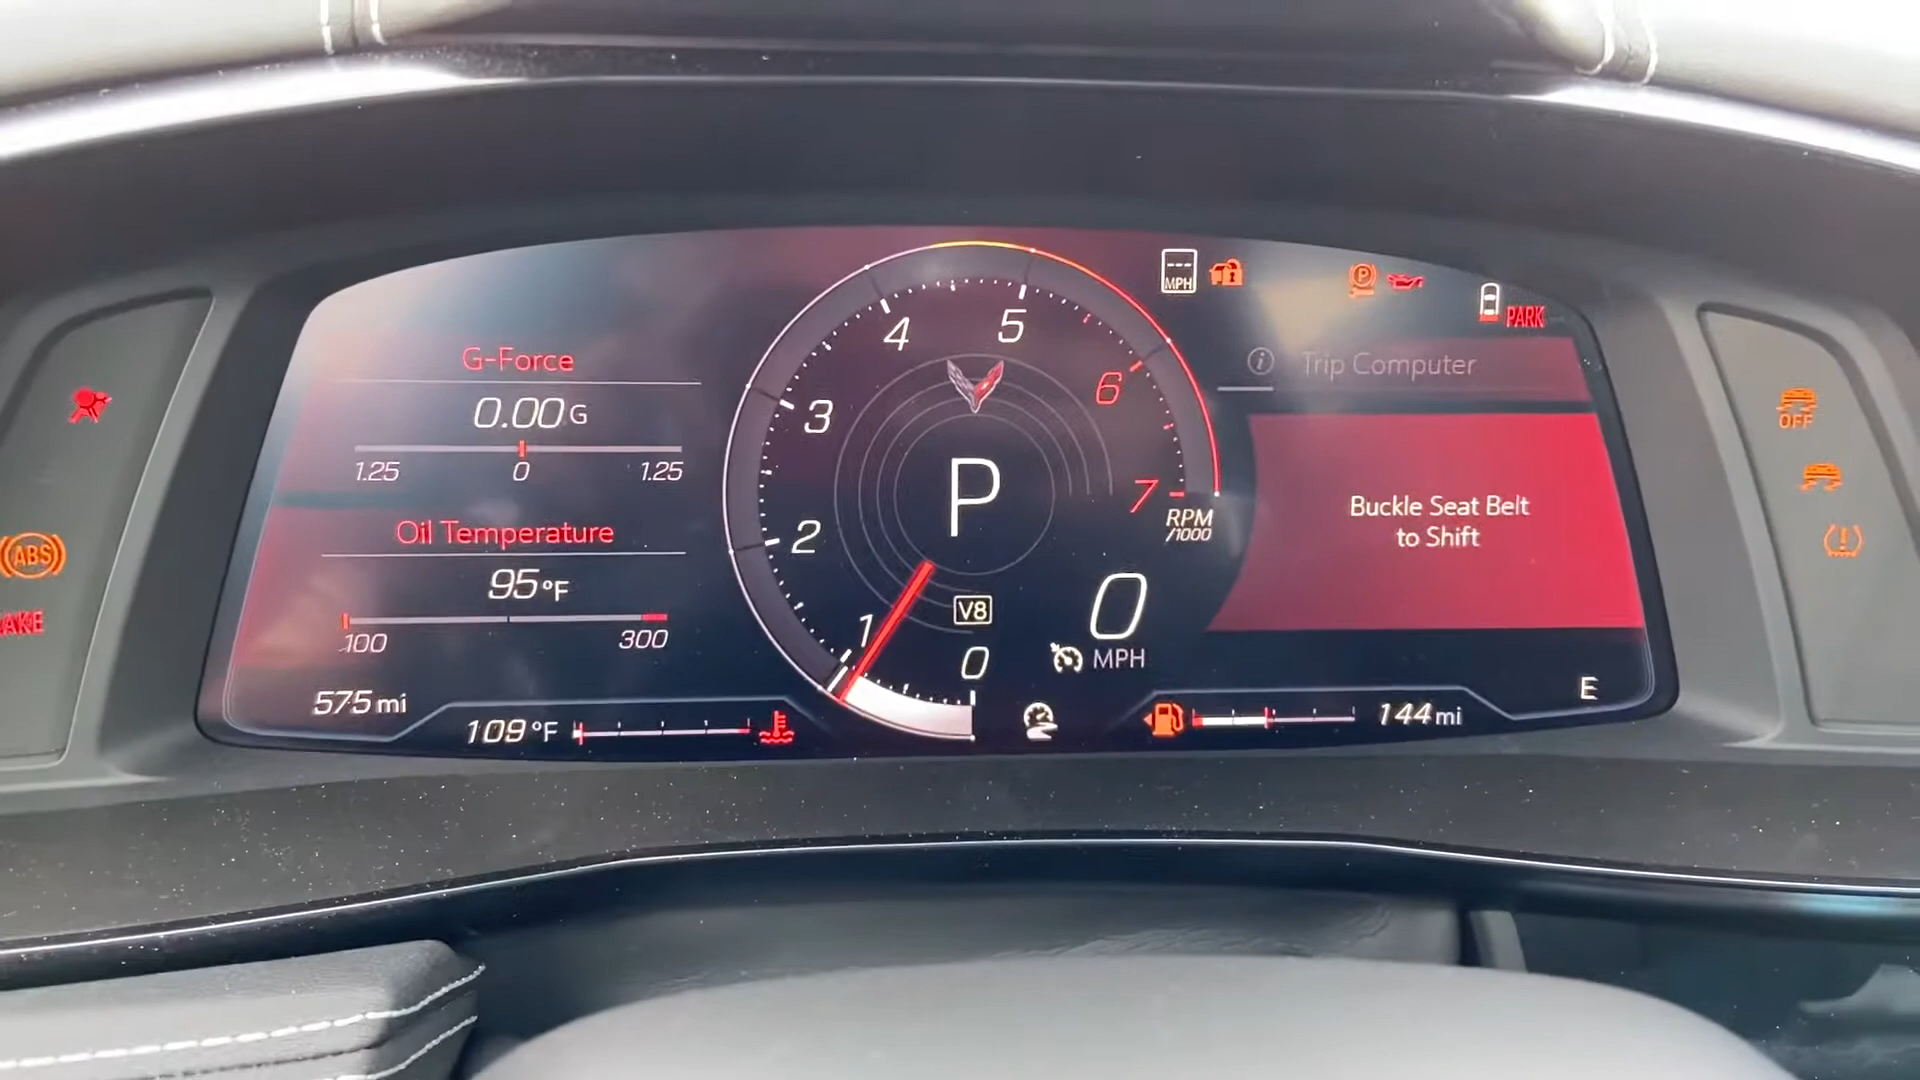 --- MPH
P
PARK
G-Force
0.00 G
1.25 0 1.25
Oil Temperature
95 °F
100 300
575 mi
109 °F
0
1
2
3
4
5
6
7
RPM
/1000
P
V8
0
MPH
i Trip Computer
Buckle Seat Belt
to Shift
E
144 mi
ABS
AKE
OFF
!